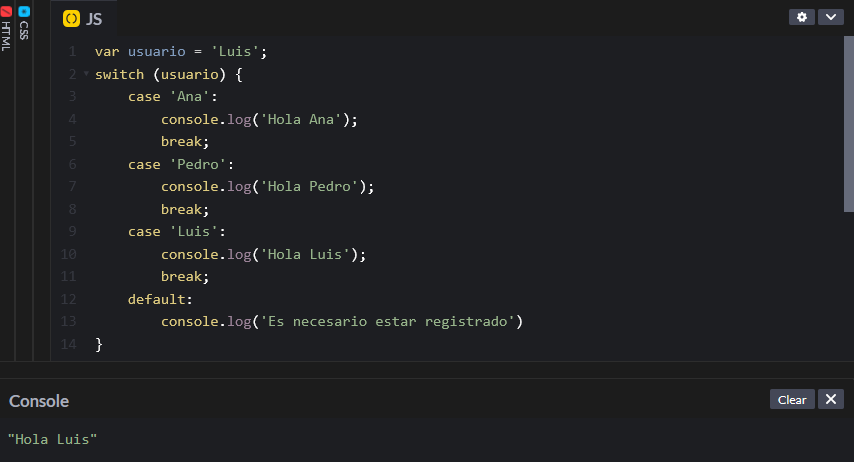 HTML
CSS
JS
1 var usuario = 'Luis';
2 switch (usuario) {
3     case 'Ana':
4         console.log('Hola Ana');
5         break;
6     case 'Pedro':
7         console.log('Hola Pedro');
8         break;
9     case 'Luis':
10         console.log('Hola Luis');
11         break;
12     default:
13         console.log('Es necesario estar registrado')
14 }
Console
Clear
"Hola Luis"